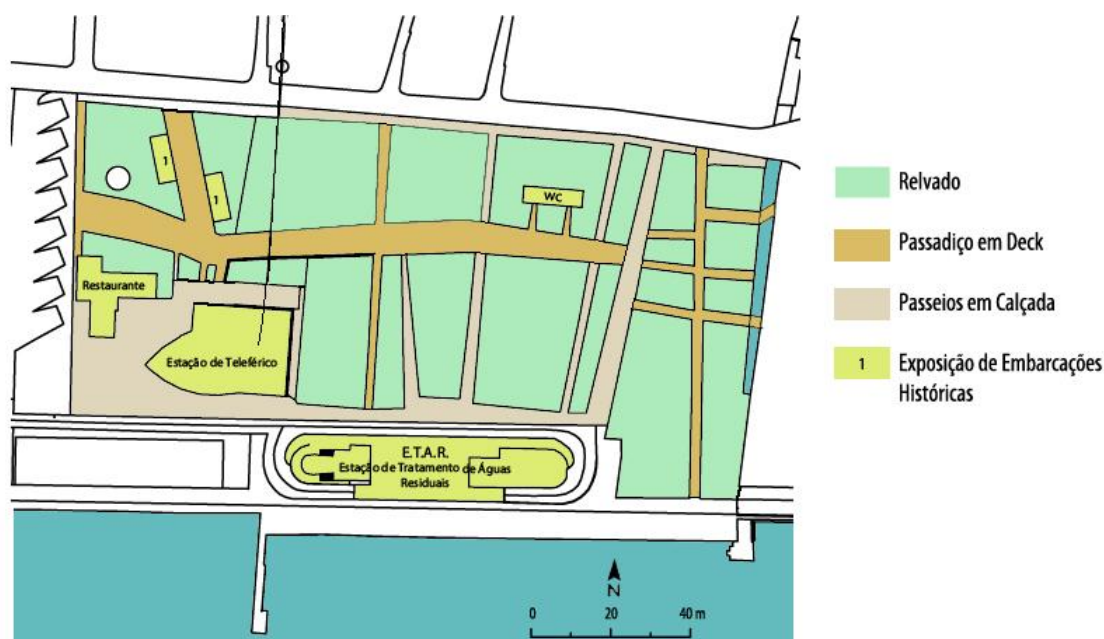 1
1
WC
Restaurante
Estação de Teleférico
E.T.A.R.
Estação de Tratamento de Águas
Residuais
N
0 20 40 m
Relvado
Passadiço em Deck
Passeios em Calçada
1 Exposição de Embarcações
Históricas